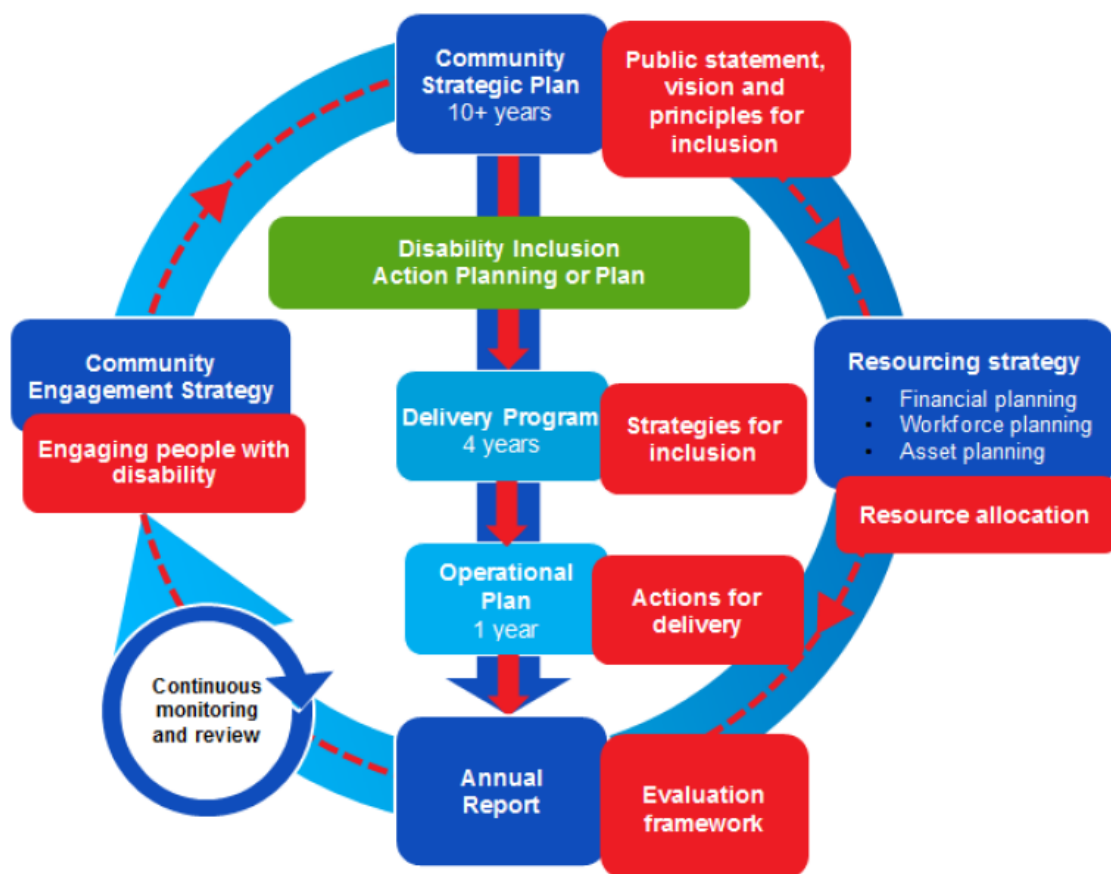 Community
Strategic Plan
10+ years
Public statement,
vision and
principles for
inclusion
Disability Inclusion
Action Planning or Plan
Community
Engagement Strategy
Engaging people with
disability
Delivery Program
4 years
Strategies for
inclusion
Resourcing strategy
• Financial planning
• Workforce planning
• Asset planning
Resource allocation
Operational
Plan
1 year
Actions for
delivery
Continuous
monitoring
and review
Annual
Report
Evaluation
framework